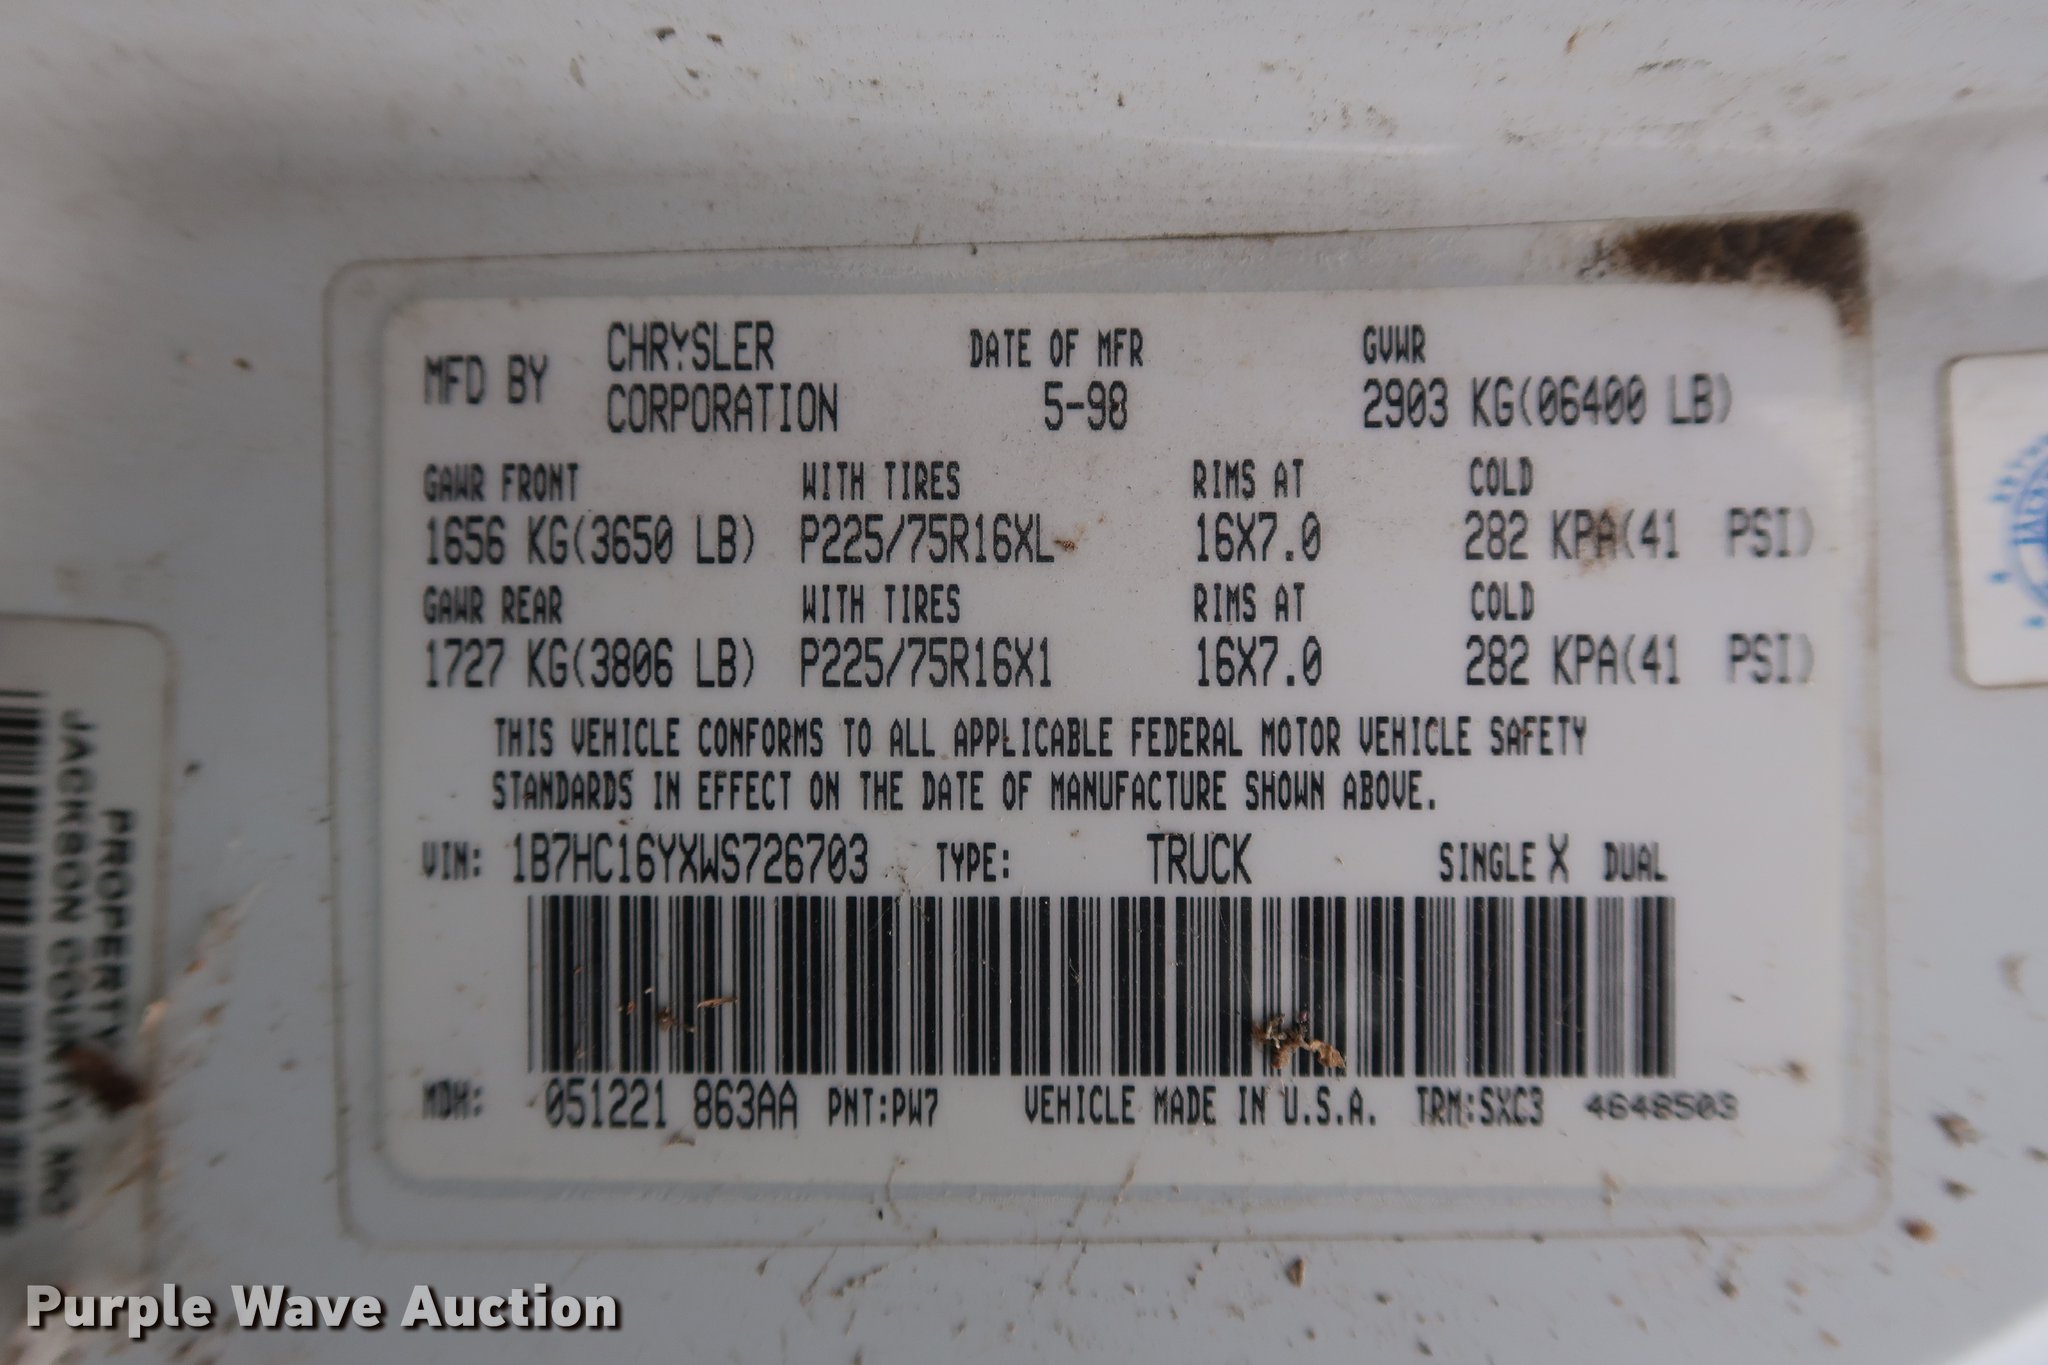 MFD BY CHRYSLER CORPORATION DATE OF MFR 5-98 GVWR 2903 KG(06400 LB)
GAWR FRONT WITH TIRES RIMS AT COLD
1656 KG(3650 LB) P225/75R16XL 16X7.0 282 KPA(41 PSI)
GAWR REAR WITH TIRES RIMS AT COLD
1727 KG(3806 LB) P225/75R16X1 16X7.0 282 KPA(41 PSI)
THIS VEHICLE CONFORMS TO ALL APPLICABLE FEDERAL MOTOR VEHICLE SAFETY
STANDARDS IN EFFECT ON THE DATE OF MANUFACTURE SHOWN ABOVE.
VIN: 1B7HC16YXWS726703 TYPE: TRUCK SINGLE X DUAL
MDH: 051221 863AA PNT:PW7 VEHICLE MADE IN U.S.A. TRM:SXC3 4648503
PROPERTY
JACKSON COUNTY
Purple Wave Auction